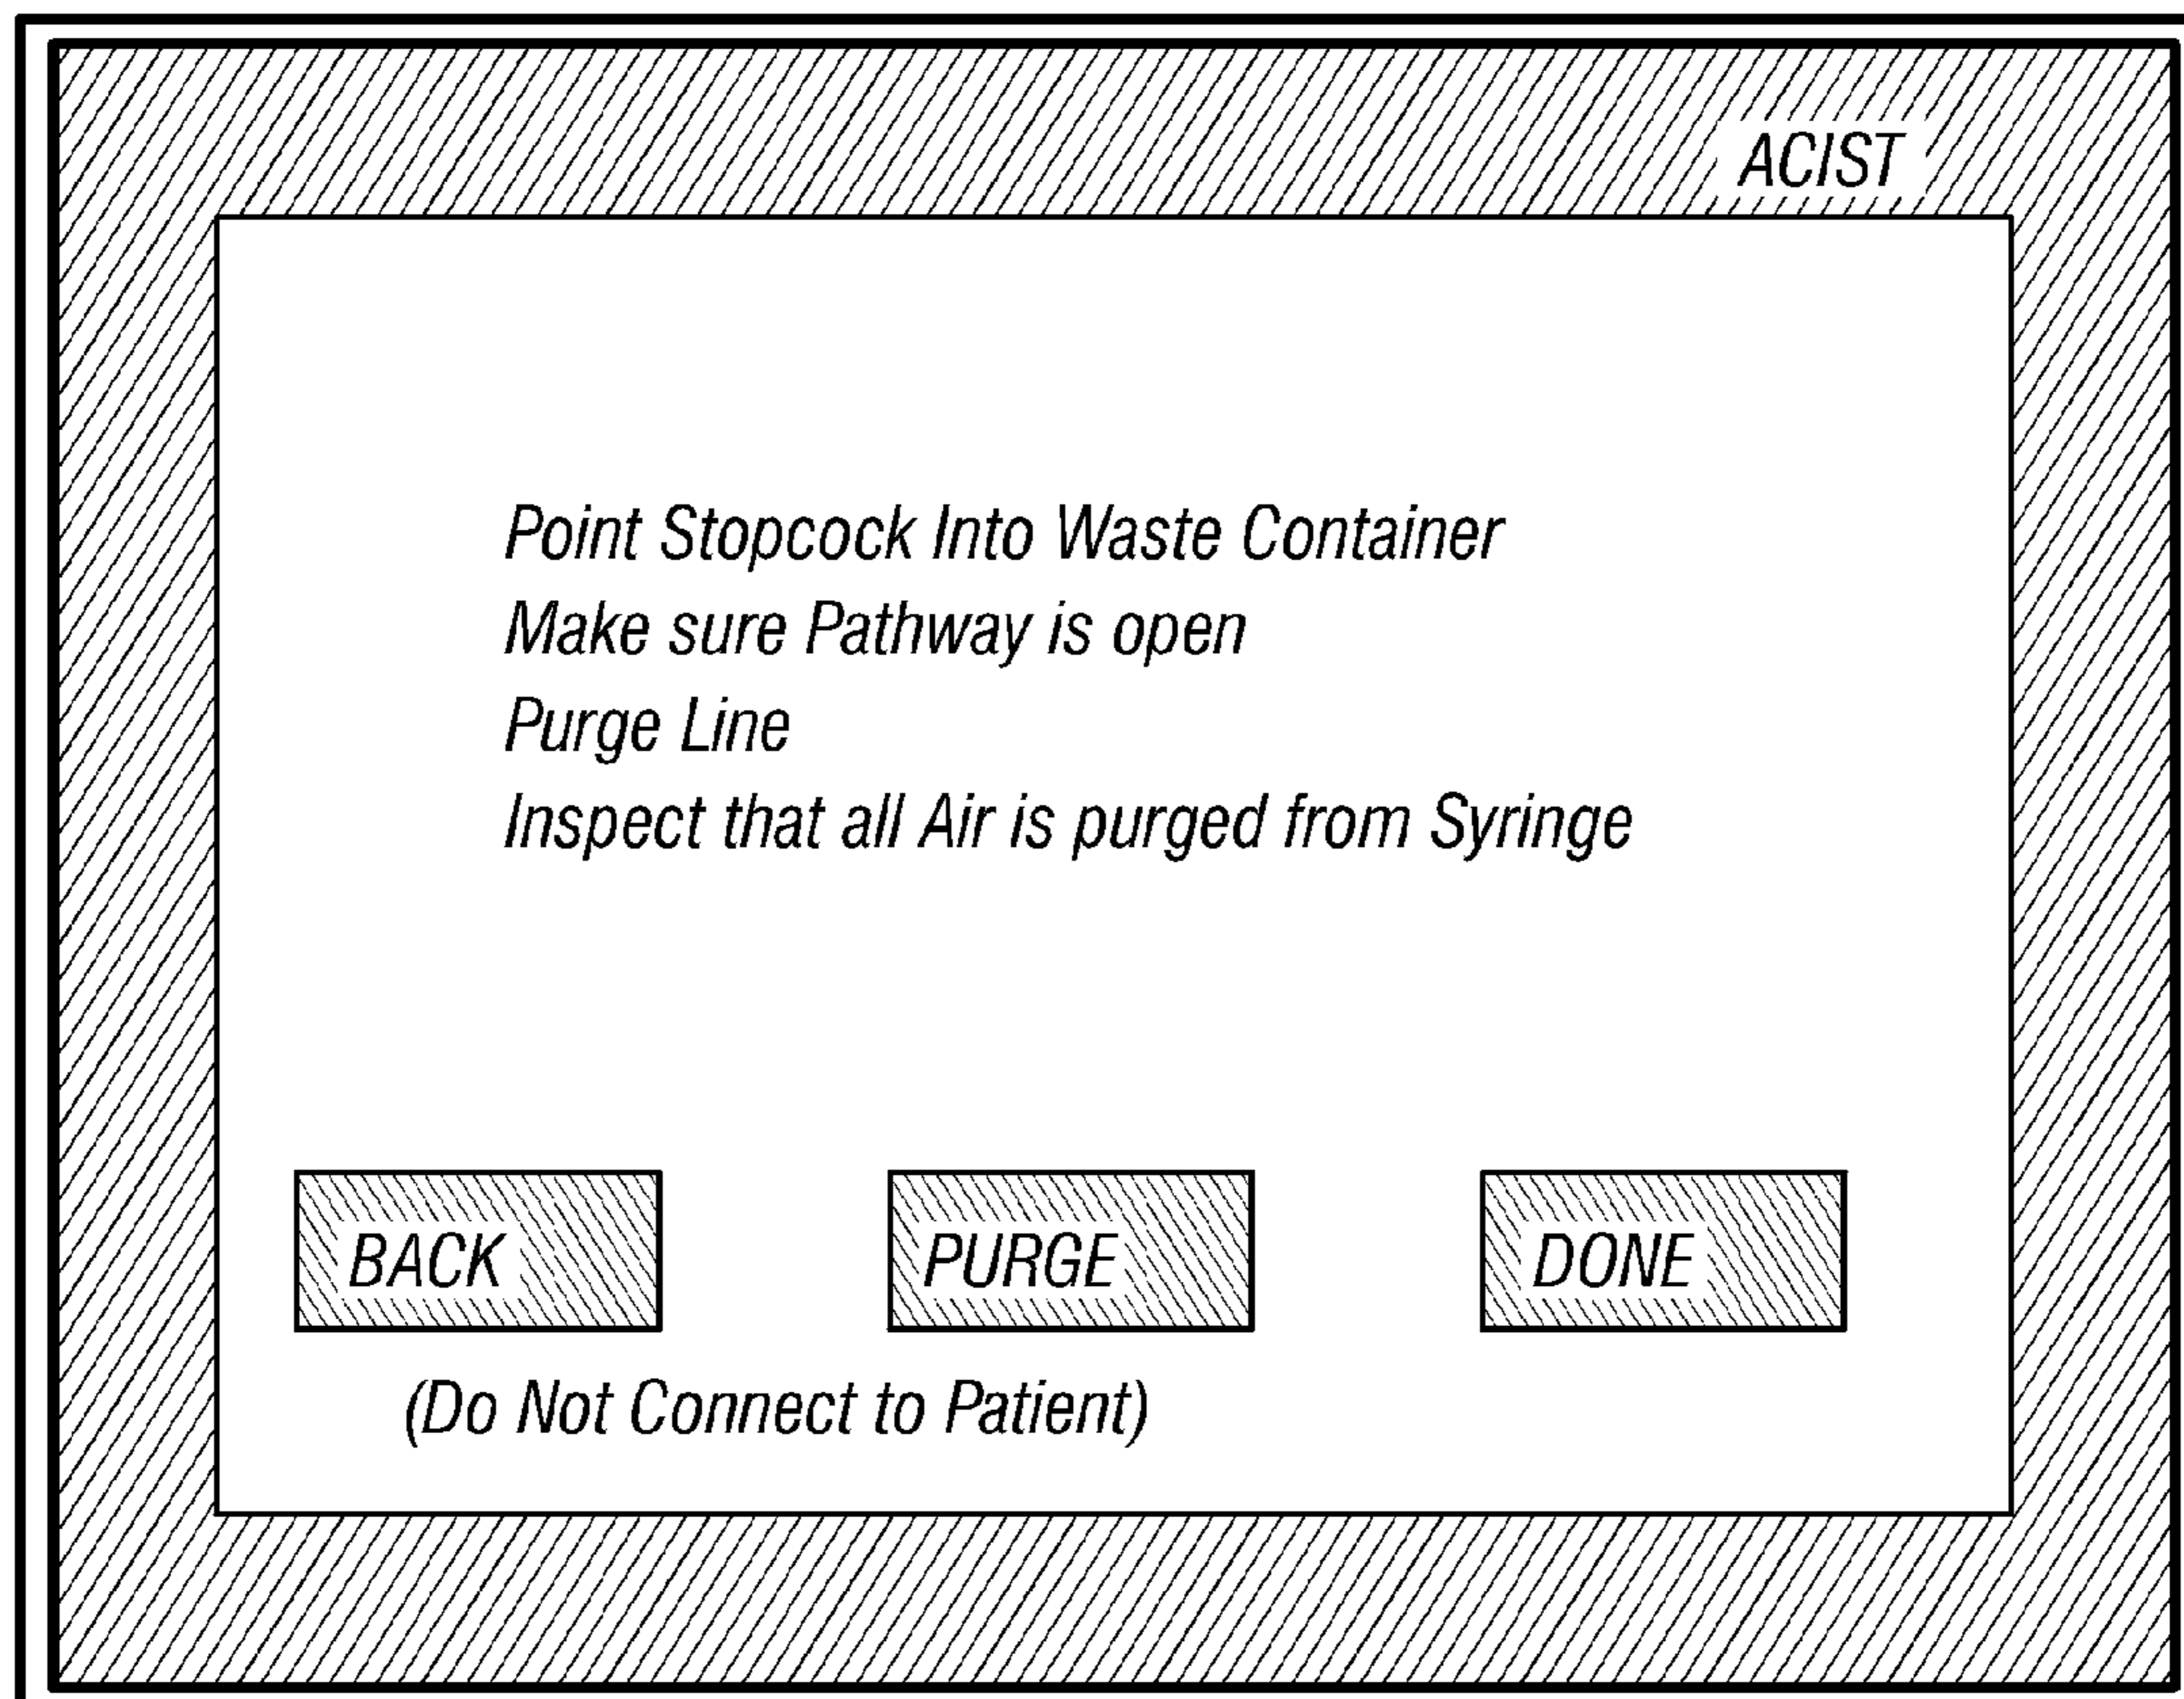 ACIST
Point Stopcock Into Waste Container
Make sure Pathway is open
Purge Line
Inspect that all Air is purged from Syringe
BACK PURGE DONE
(Do Not Connect to Patient)